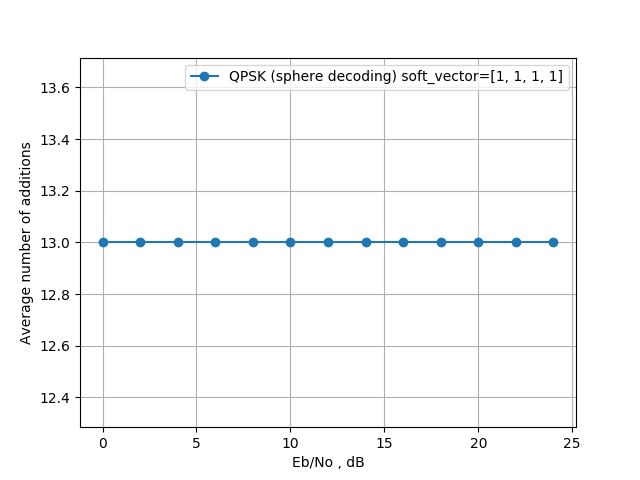 QPSK (sphere decoding) soft_vector=[1, 1, 1, 1]
13.6
13.4
13.2
13.0
12.8
12.6
12.4
Average number of additions
0 5 10 15 20 25
Eb/No , dB